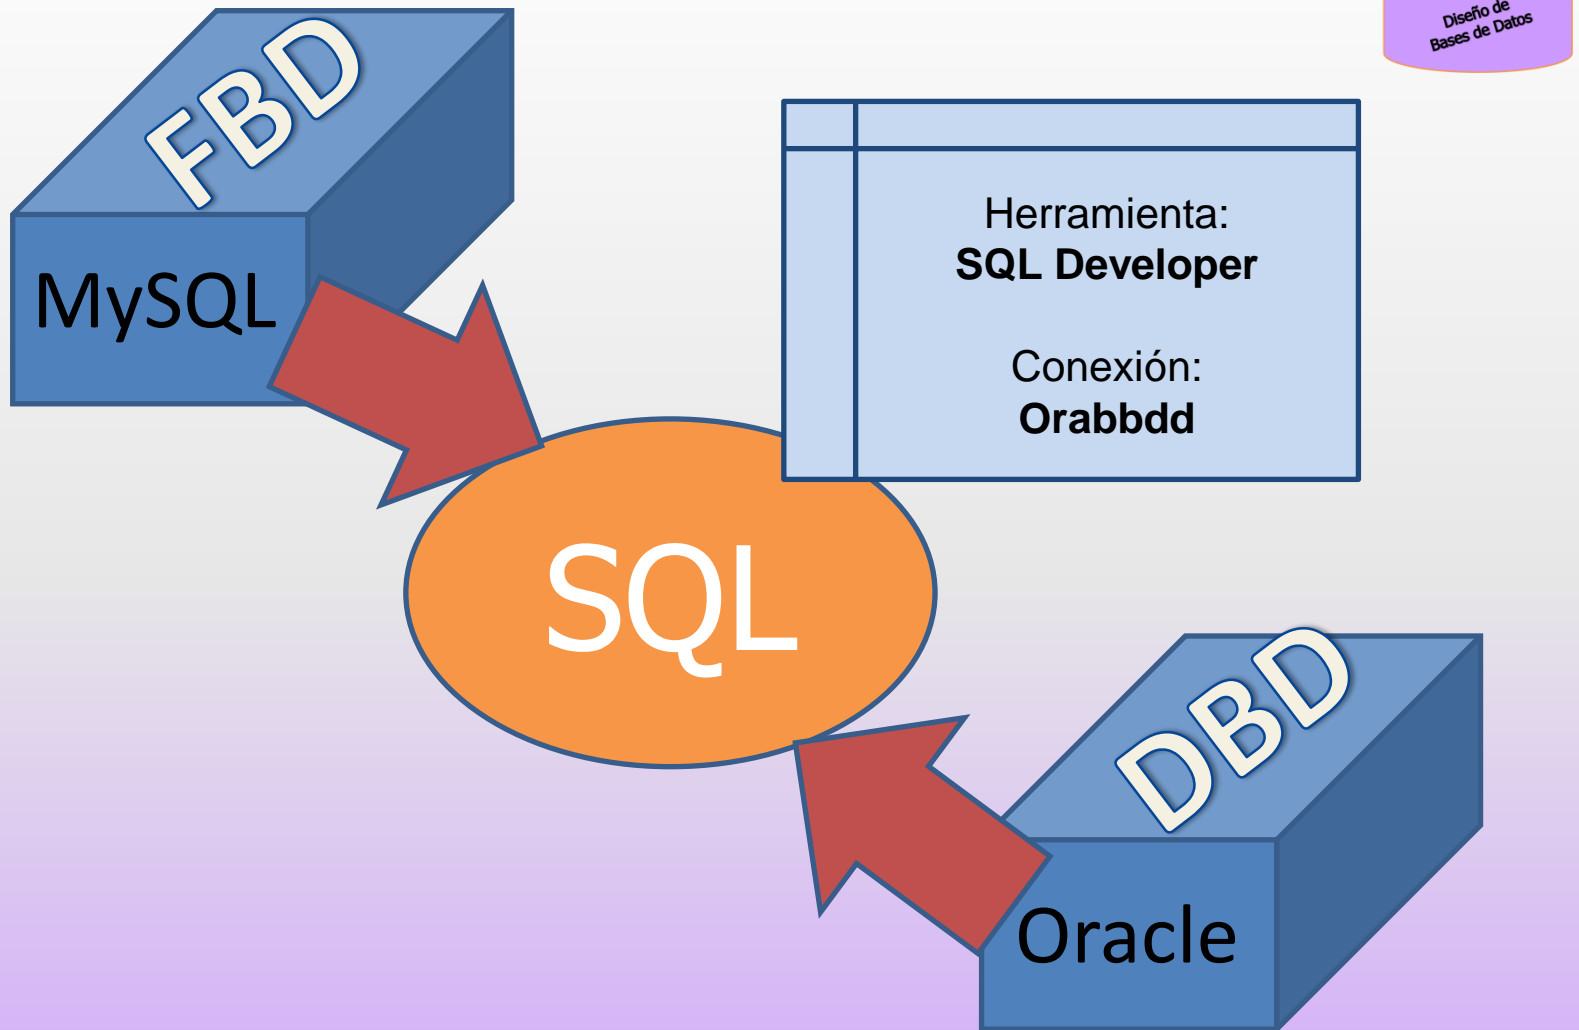 Diseño de
Bases de Datos
FBD
MySQL
Herramienta:
SQL Developer
Conexión:
Orabbdd
SQL
DBD
Oracle